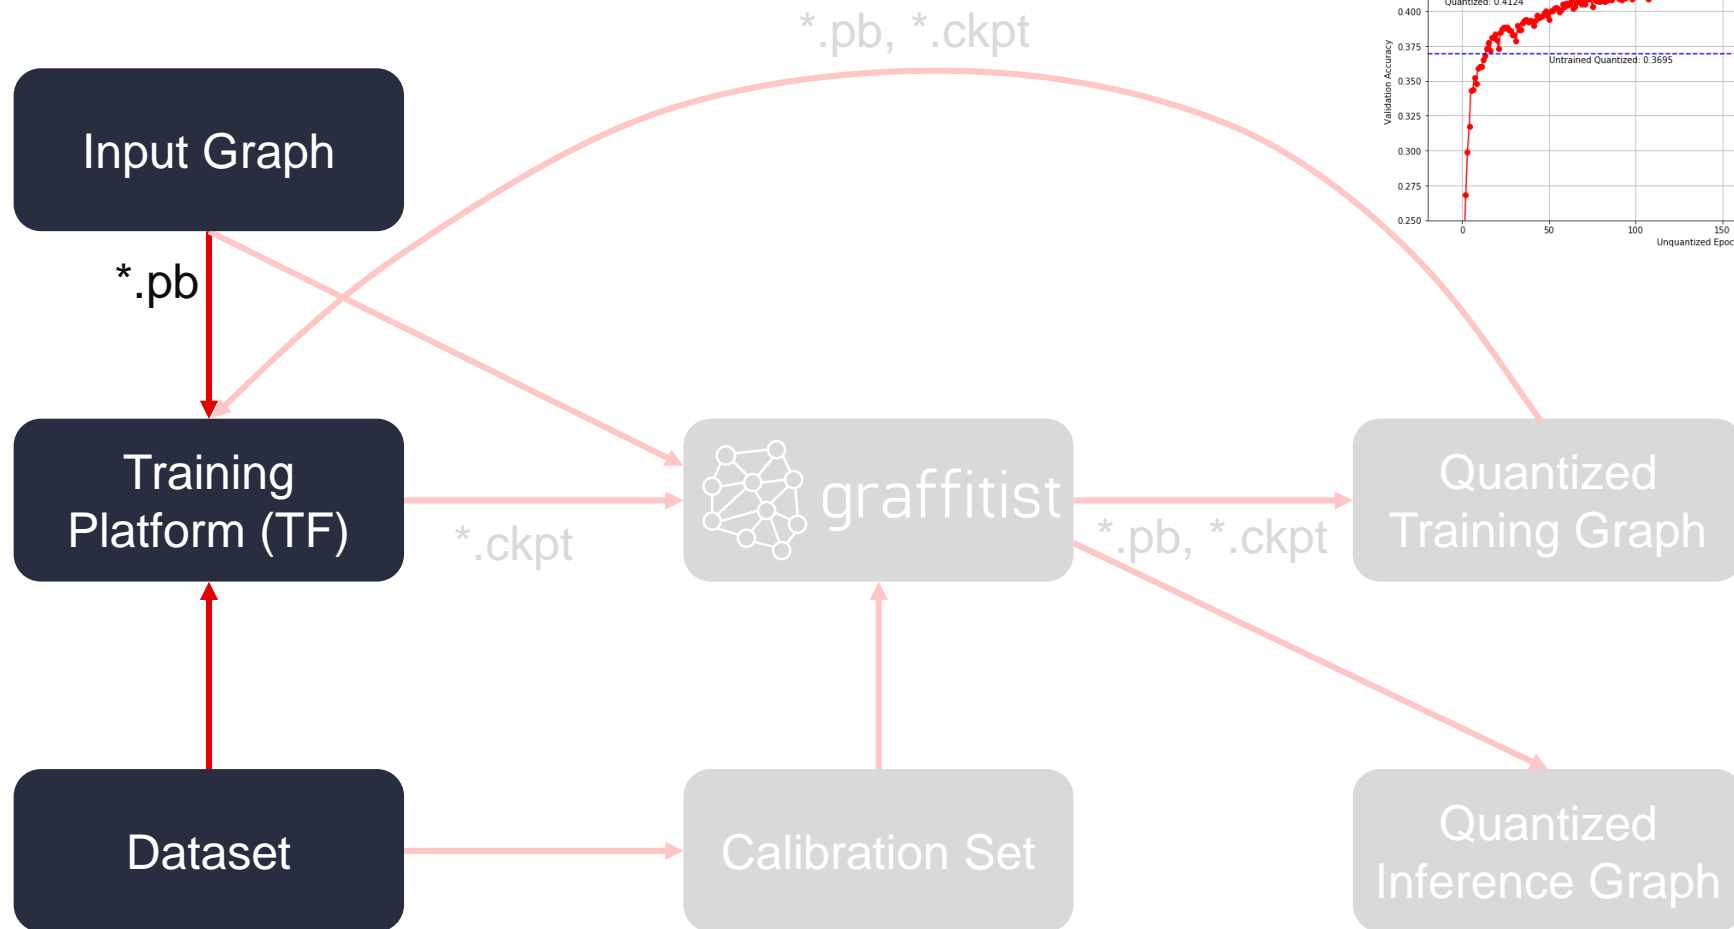 *.pb, *.ckpt
Quantized: 0.4124
0.400
0.375
0.350
0.325
0.300
0.275
0.250
Validation Accuracy
Untrained Quantized: 0.3695
0
50
100
150
Unquantized Epoc
Input Graph
*.pb
Training
Platform (TF)
*.ckpt
graffitist
*.pb, *.ckpt
Quantized
Training Graph
Dataset
Calibration Set
Quantized
Inference Graph